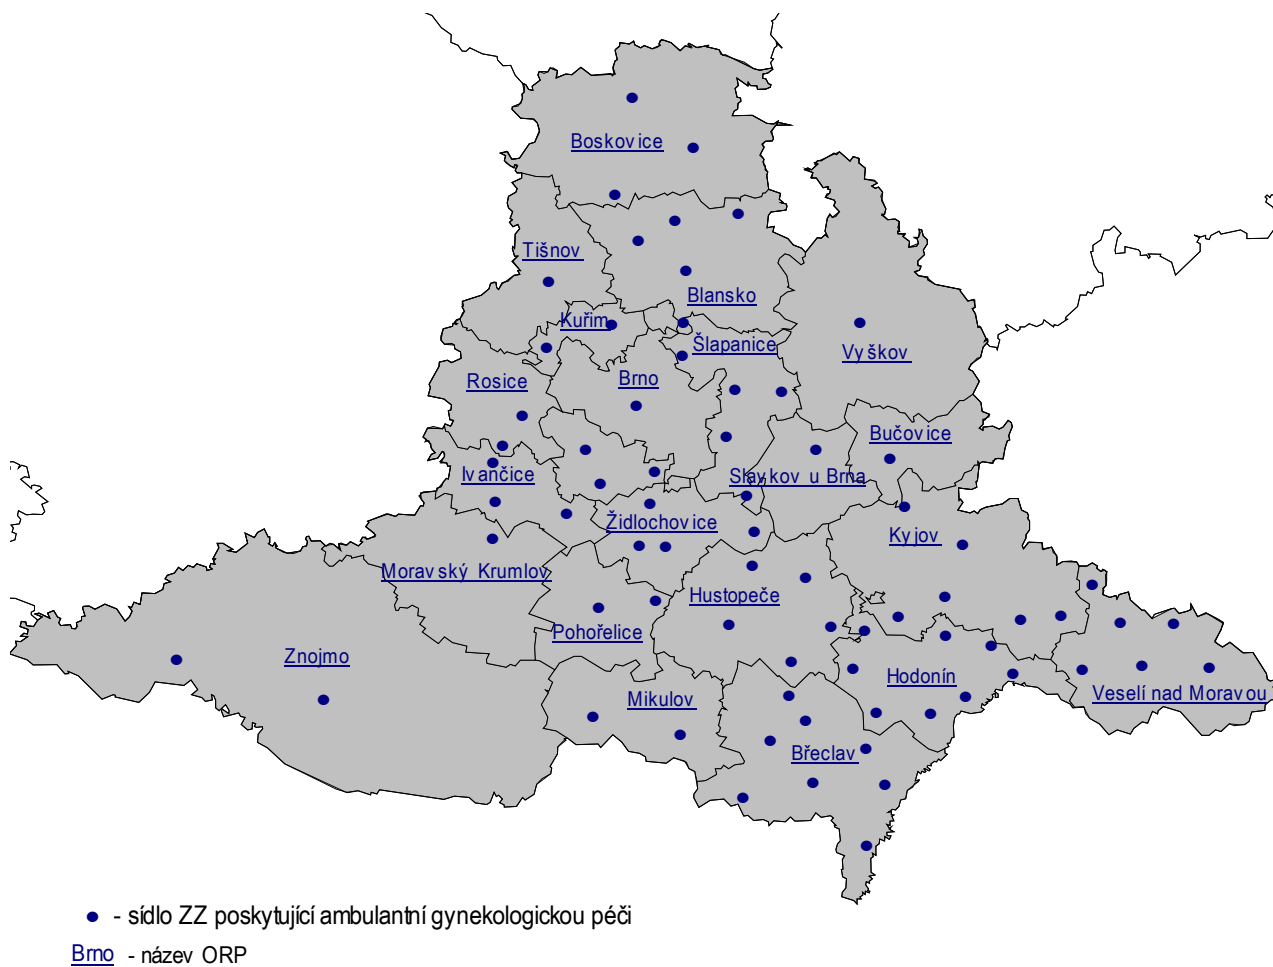 Boskovice
Tišnov
Blansko
Kuřim
Šlapanice
Vyškov
Rosice
Brno
Bučovice
Ivančice
Slavkov u Brna
Židlochovice
Kyjov
Moravský Krumlov
Hustopeče
Pohořelice
Znojmo
Hodonín
Mikulov
Veselí nad Moravou
Břeclav
- sídlo ZZ poskytující ambulantní gynekologickou péči
Brno - název ORP